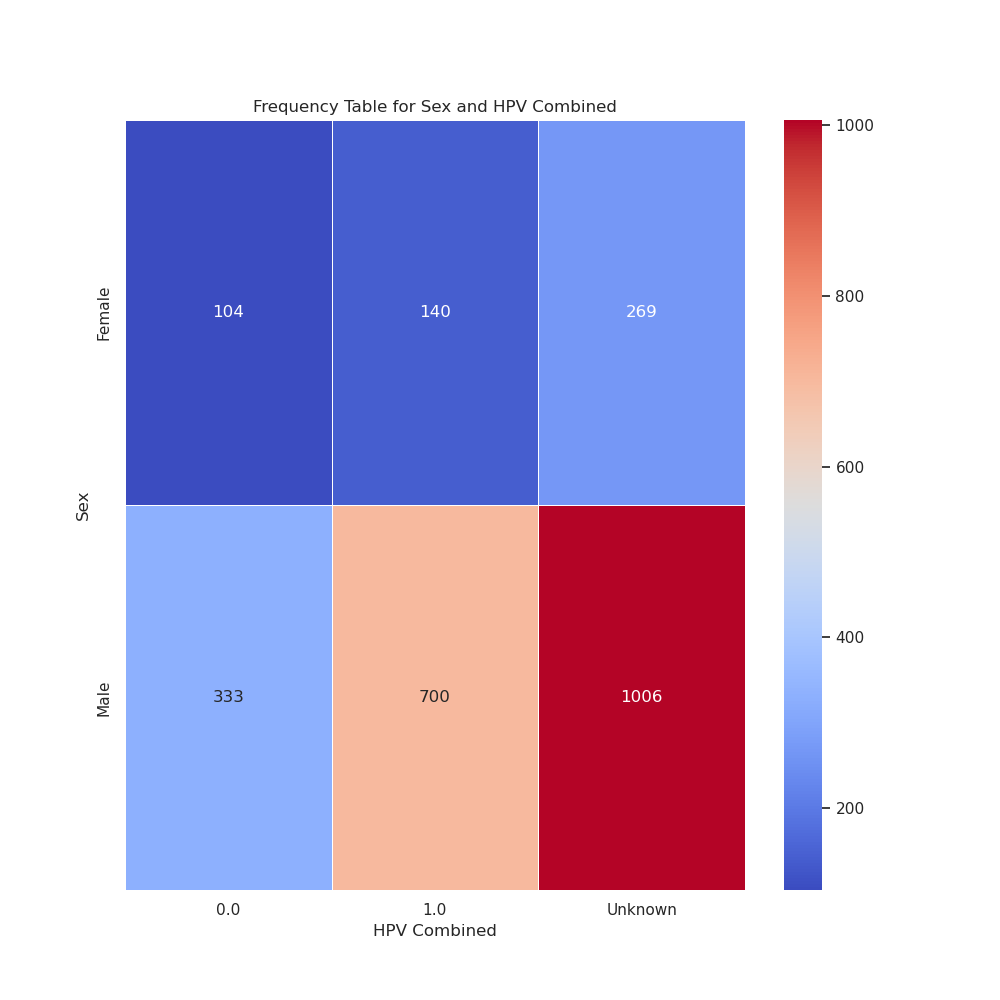 Frequency Table for Sex and HPV Combined
Female
Male
Sex
104 140 269
333 700 1006
0.0 1.0 Unknown
HPV Combined
1000
800
600
400
200